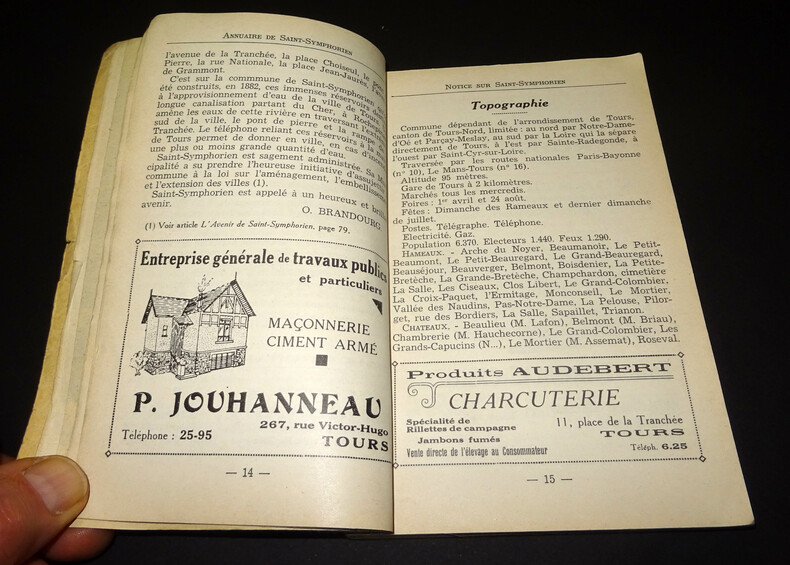 Annuaire de Saint-Symphorien
l'avenue de la Tranchée, la place Choiseul, le
Pierre, la rue Nationale, la place Jean-Jaurès,
de Grammont.
C'est sur la commmune de Saint-Symphorien
été construits, en 1882, ces immenses réservoirs
à l'approvisionnement d'eau de la ville de Tours.
longue canalisation partant du Cher, à
amène les eaux de cette rivière en traversant
sud de la ville, le pont de pierre et la rampe
Tranchée. Le téléphone reliant ces réservoirs à la
de Tours permet de donner en ville, en cas
une plus ou moins grande quantité d'eau.
Saint-Symphorien est sagement administrée. Sa
cipalité a su prendre l'heureuse initiative d'assujettir
commune à la loi sur l'aménagement, l'embellissement
et l'extension des villes (1).
Saint-Symphorien est appelé à un heureux et
avenir.
O. BRANDOURG
(1) Voir article L'Avenir de Saint-Symphorien, page 79.
Entreprise générale de travaux publics
et particuliers
MAÇONNERIE
CIMENT ARMÉ
P. JOUHANNEAU
267, rue Victor-Hugo
Téléphone : 25-95
TOURS
— 14 —
Notice sur Saint-Symphorien
Topographie
Commune dépendant de l'arrondissement de Tours,
canton de Tours-Nord, limitée : au nord par Notre-Dame-
d'Oé et Parçay-Meslay, au sud par la Loire qui la sépare
directement de Tours, à l'est par Sainte-Radegonde, à
l'ouest par Saint-Cyr-sur-Loire.
Traversée par les routes nationales Paris-Bayonne
(n° 10), Le Mans-Tours (n° 16).
Altitude 95 mètres.
Gare de Tours à 2 kilomètres.
Marchés tous les mercredis.
Foires : 1er avril et 24 août.
Fêtes : Dimanche des Rameaux et dernier dimanche
de juillet.
Postes. Télégraphe. Téléphone.
Electricité. Gaz.
Population 6.370. Electeurs 1.440. Feux 1.290.
Hameaux. - Arche du Noyer, Beaumanoir, Le Petit-
Beaumont, Le Petit-Beauregard, Le Grand-Beauregard,
Beauséjour, Beauverger, Belmont, Boisdenier, La Petite-
Bretèche, La Grande-Bretèche, Champchardon, cimetière
La Salle, Les Ciseaux, Clos Libert, Le Grand-Colombier,
La Croix-Paquet, l'Ermitage, Monconseil, Le Mortier,
Vallée des Naudins, Pas-Notre-Dame, La Pelouse, Pilor-
get, rue des Bordiers, La Salle, Sapaillet, Trianon.
Chateaux. - Beaulieu (M. Lafon), Belmont (M. Briau),
Chambrerie (M. Hauchecorne), Le Grand-Colombier, Les
Grands-Capucins (N...), Le Mortier (M. Assemat), Roseval.
Produits AUDEBERT
CHARCUTERIE
Spécialité de
Rillettes de campagne
Jambons fumés
Vente directe de l'élevage au Consommateur
11, place de la Tranchée
TOURS
Téléph. 6.25
— 15 —